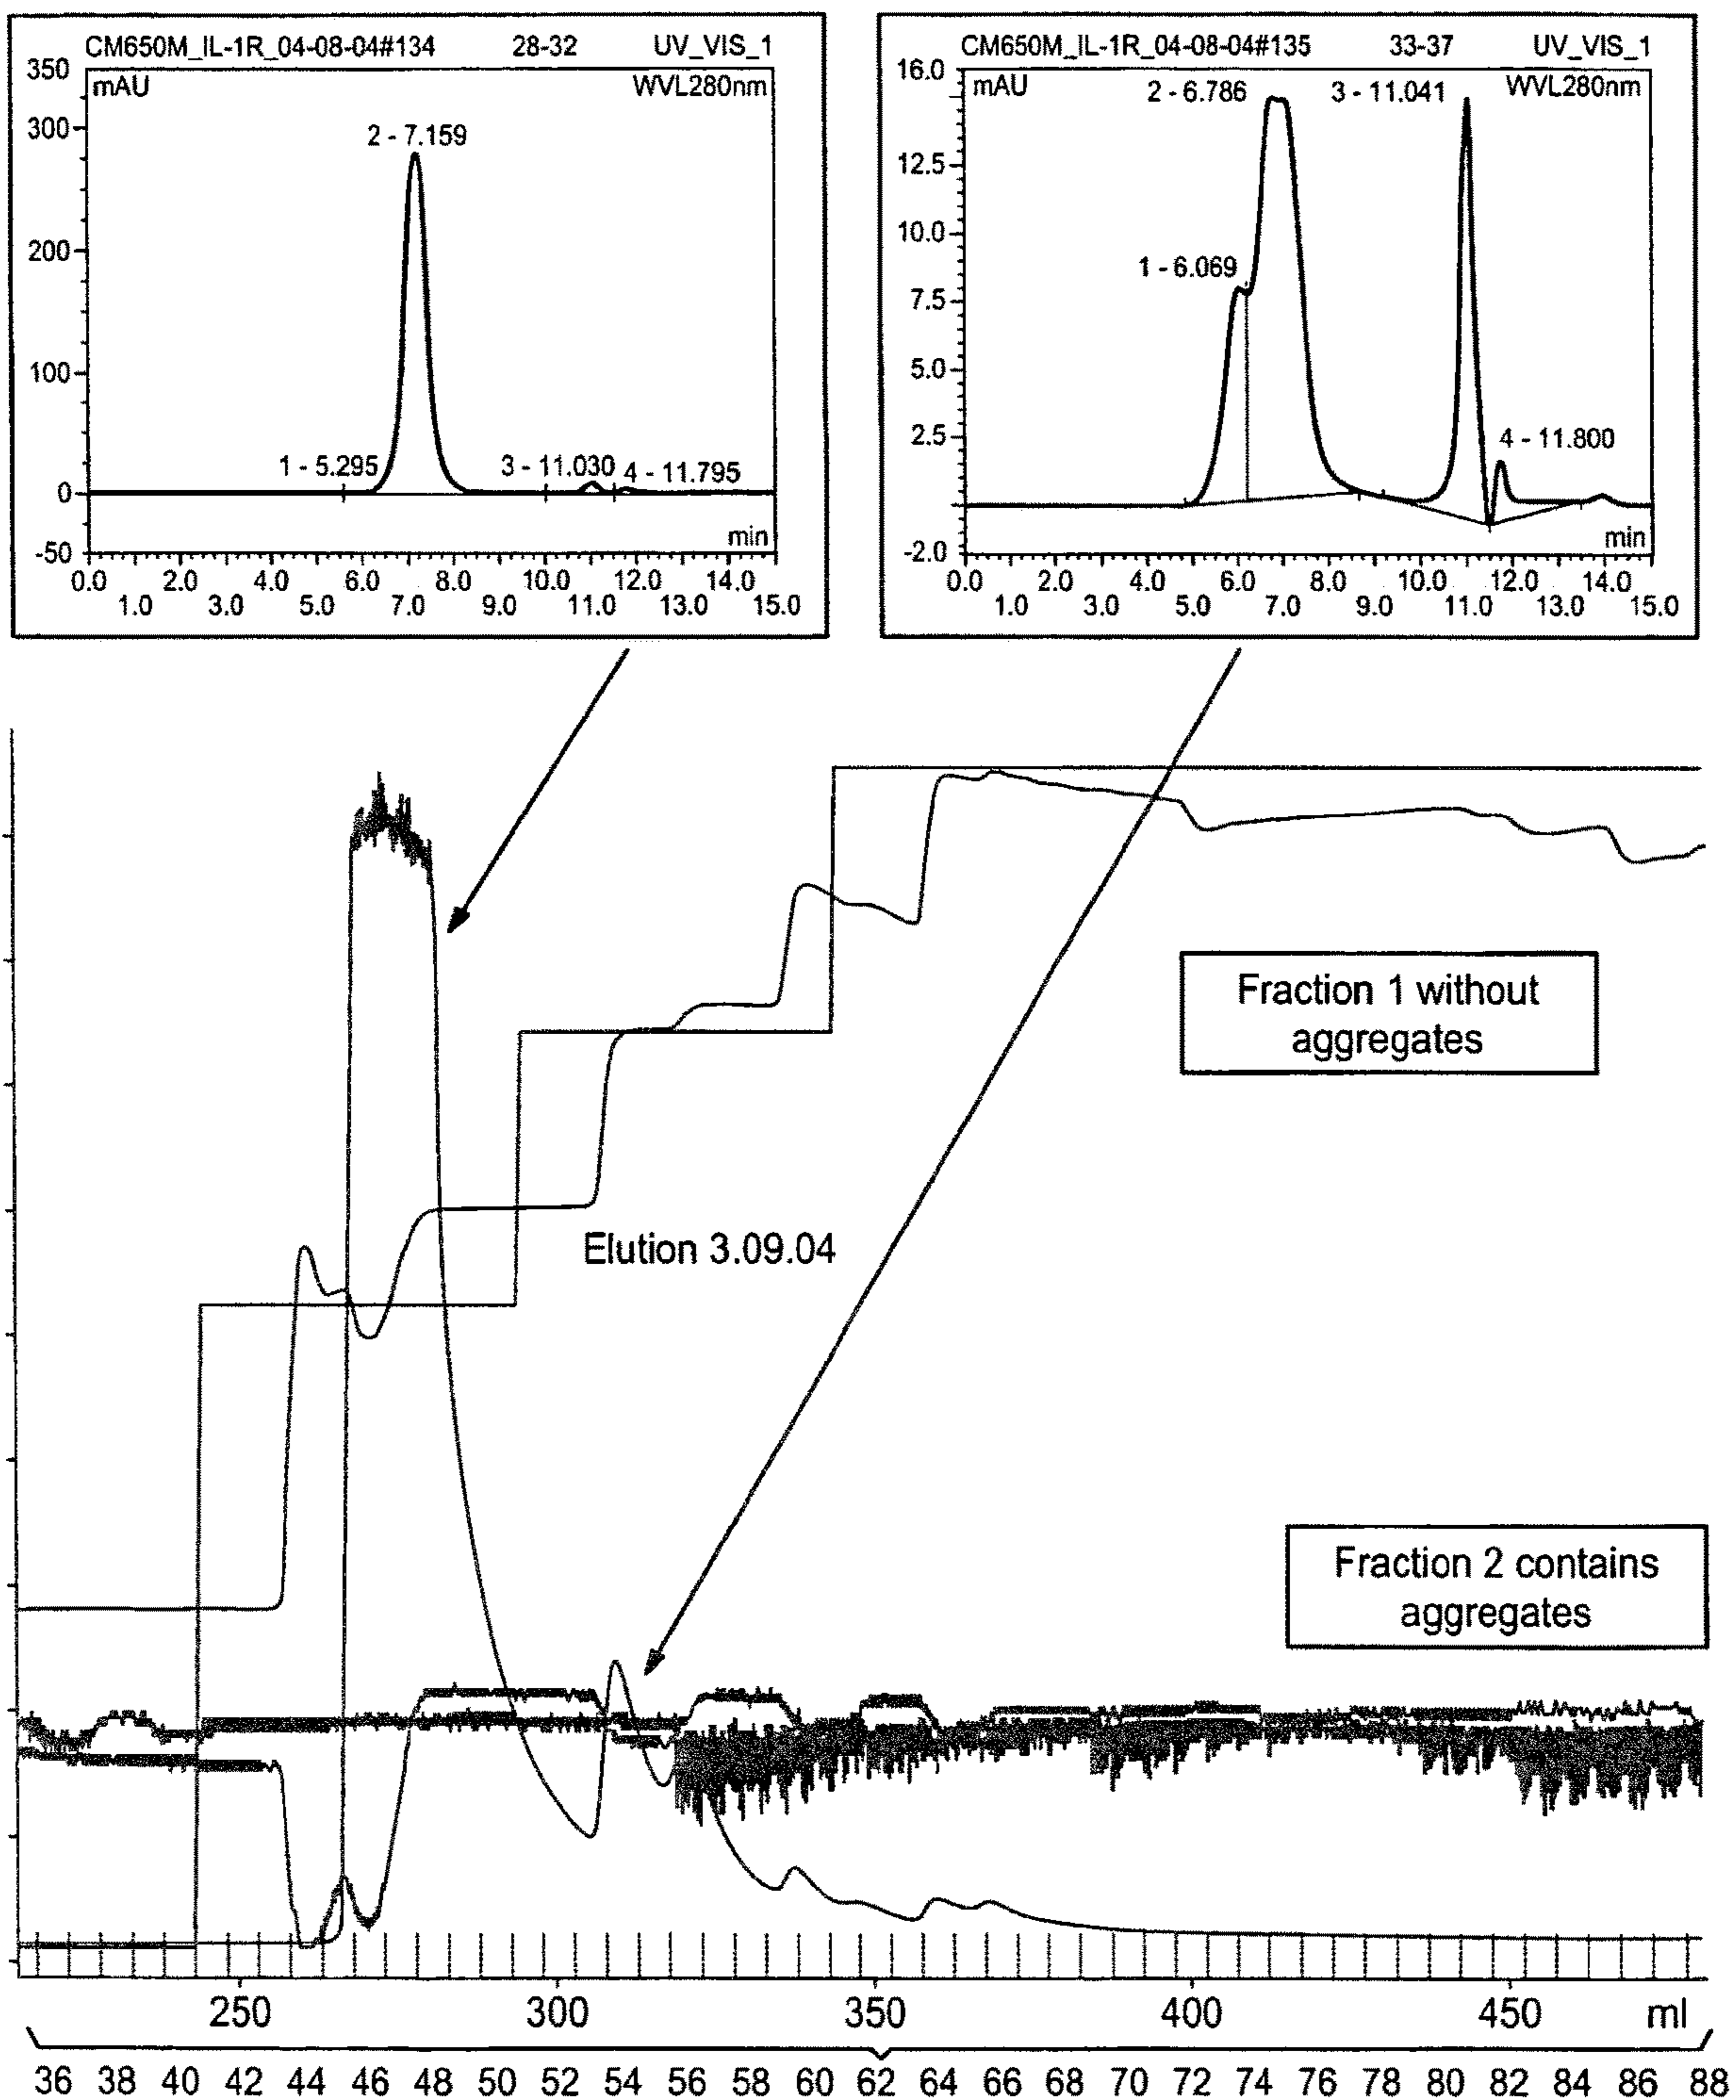 CM650M_IL-1R_04-08-04#134 28-32 UV_VIS_1
350 mAU WVL280nm
2 - 7.159
300
200
100
1 - 5.295 3 - 11.030 4 - 11.795
0
-50 min
0.0 2.0 4.0 6.0 8.0 10.0 12.0 14.0
1.0 3.0 5.0 7.0 9.0 11.0 13.0 15.0
CM650M_IL-1R_04-08-04#135 33-37 UV_VIS_1
16.0 mAU 2 - 6.786 3 - 11.041 WVL280nm
12.5
10.0
1 - 6.069
7.5
5.0
2.5 4 - 11.800
-2.0 min
0.0 2.0 4.0 6.0 8.0 10.0 12.0 14.0
1.0 3.0 5.0 7.0 9.0 11.0 13.0 15.0
Fraction 1 without
aggregates
Elution 3.09.04
Fraction 2 contains
aggregates
250 300 350 400 450 ml
36 38 40 42 44 46 48 50 52 54 56 58 60 62 64 66 68 70 72 74 76 78 80 82 84 86 88